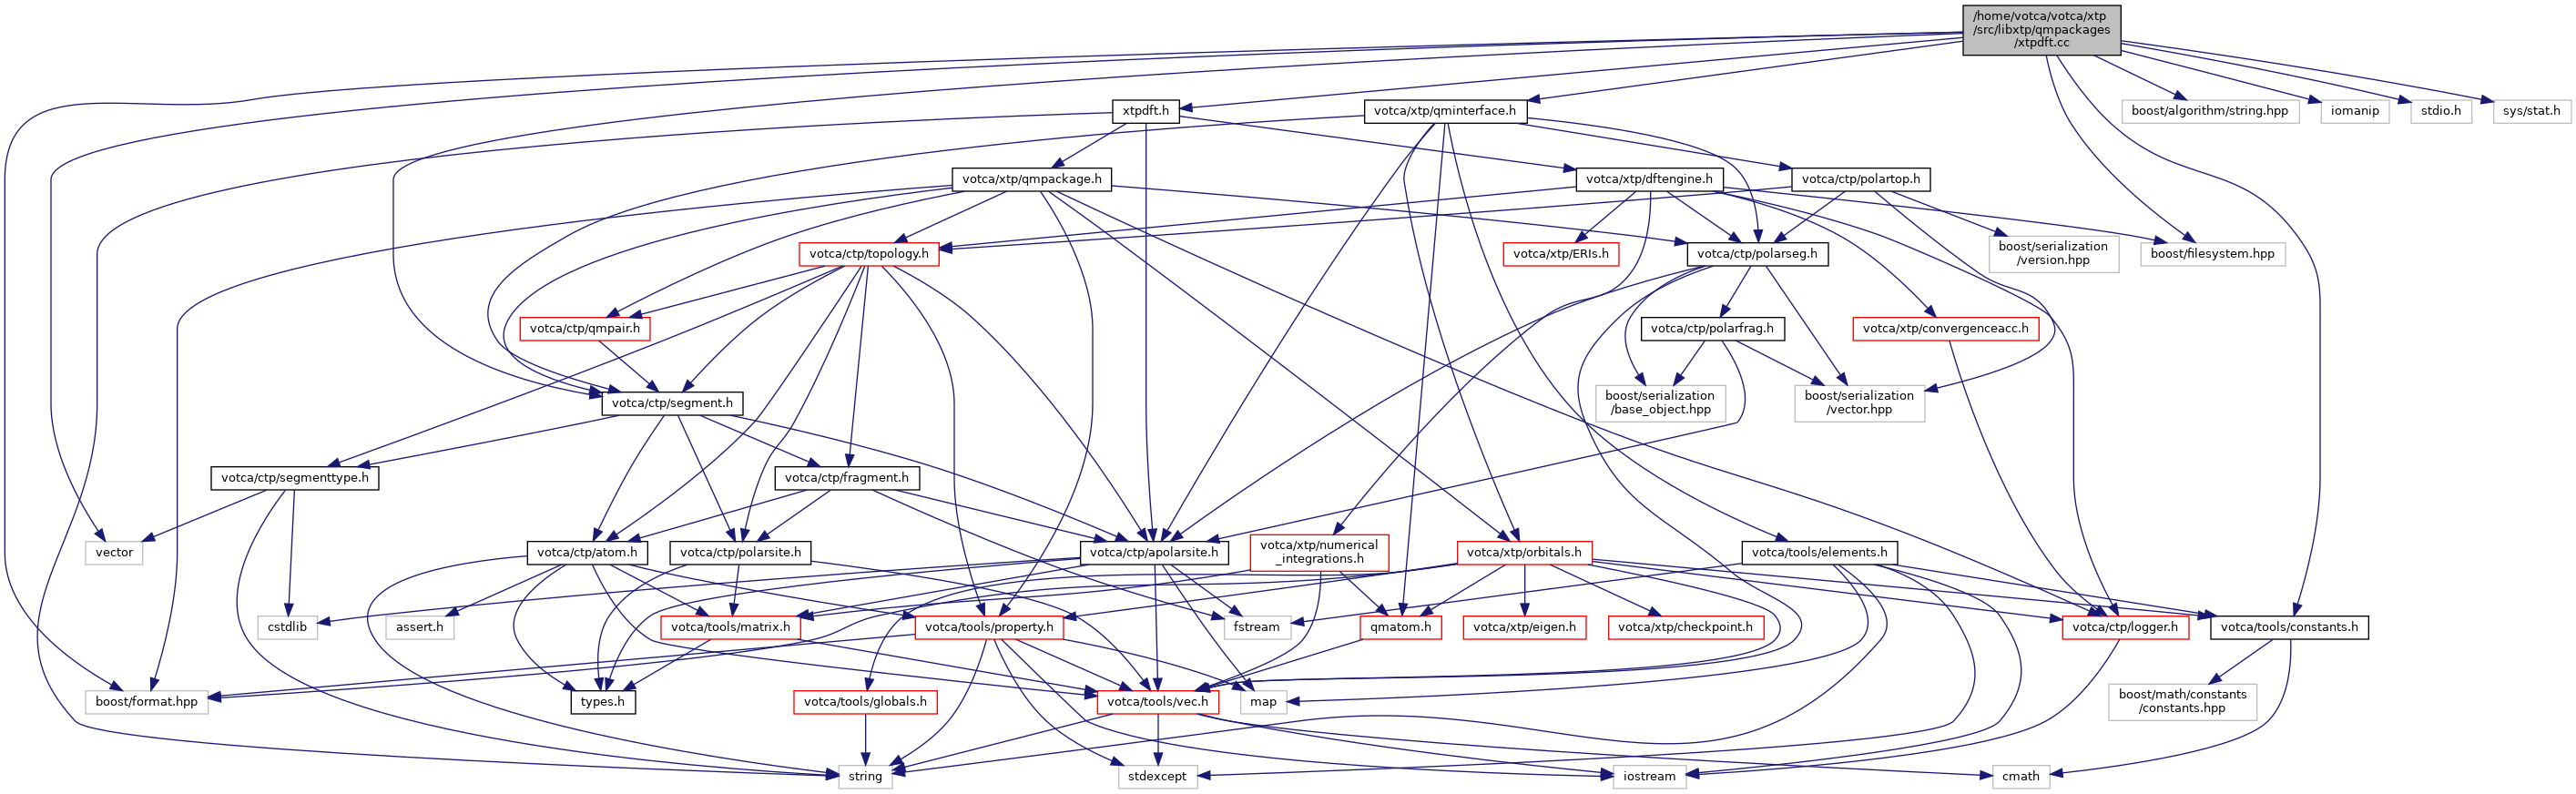 /home/votca/votca/xtp
/src/libxtp/qmpackages
/xtpdft.cc
xtpdft.h
votca/xtp/qminterface.h
boost/algorithm/string.hpp
iomanip
stdio.h
sys/stat.h
votca/xtp/qmpackage.h
votca/xtp/dftengine.h
votca/ctp/polartop.h
votca/ctp/topology.h
votca/xtp/ERIs.h
votca/ctp/polarseg.h
boost/serialization
/version.hpp
boost/filesystem.hpp
votca/ctp/qmpair.h
votca/ctp/polarfrag.h
votca/xtp/convergenceacc.h
votca/ctp/segment.h
boost/serialization
/base_object.hpp
boost/serialization
/vector.hpp
votca/ctp/segmenttype.h
votca/ctp/fragment.h
vector
votca/ctp/atom.h
votca/ctp/polarsite.h
votca/ctp/apolarsite.h
votca/xtp/numerical
_integrations.h
votca/xtp/orbitals.h
votca/tools/elements.h
cstdlib
assert.h
votca/tools/matrix.h
votca/tools/property.h
fstream
qmatom.h
votca/xtp/eigen.h
votca/xtp/checkpoint.h
votca/ctp/logger.h
votca/tools/constants.h
boost/format.hpp
types.h
votca/tools/globals.h
votca/tools/vec.h
map
boost/math/constants
/constants.hpp
string
stdexcept
iostream
cmath